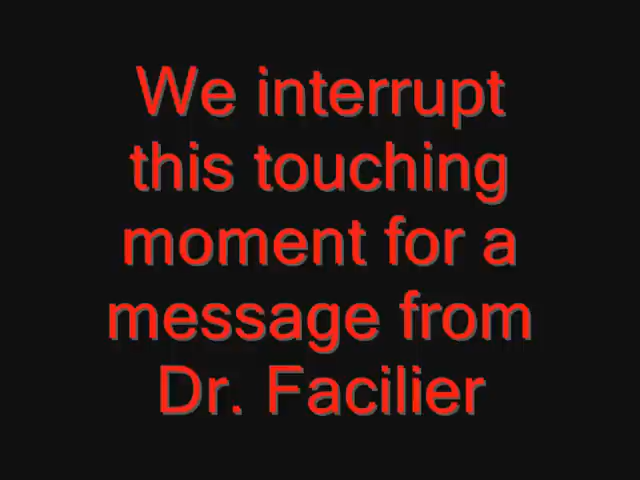 We interrupt
this touching
moment for a
message from
Dr. Facilier